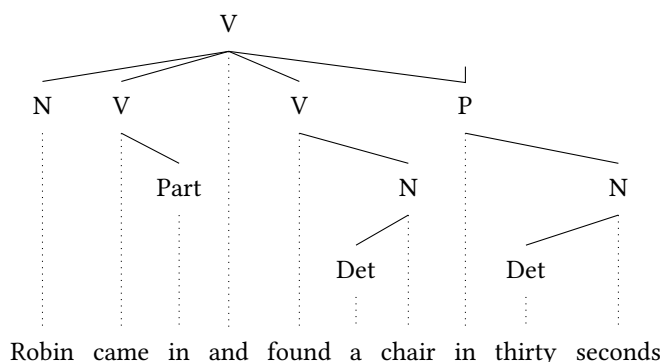 V
N V V P
Part N N
Det Det
Robin came in and found a chair in thirty seconds